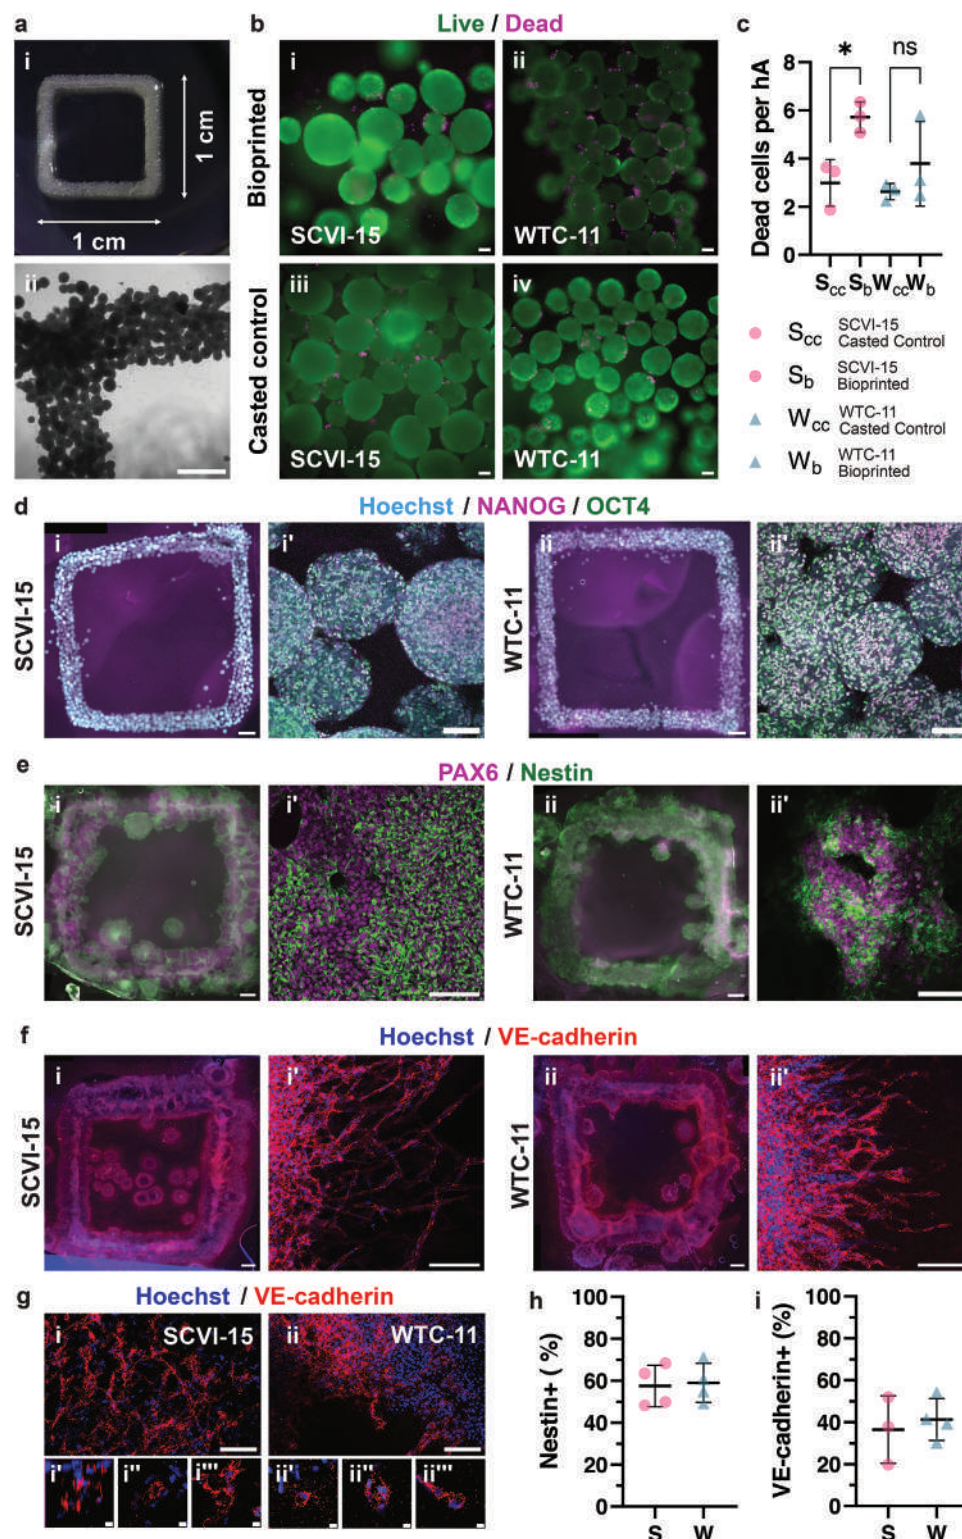 a
b
Live / Dead
c
i
1 cm
1 cm
ii
Bioprinted
Casted control
i
SCVI-15
ii
WTC-11
iii
SCVI-15
iv
WTC-11
*
ns
Dead cells per hA
8
6
4
2
0
Scc Sb Wcc Wb
Scc SCVI-15 Casted Control
Sb SCVI-15 Bioprinted
Wcc WTC-11 Casted Control
Wb WTC-11 Bioprinted
d
Hoechst / NANOG / OCT4
SCVI-15
i
i'
WTC-11
ii
ii'
e
PAX6 / Nestin
SCVI-15
i
i'
WTC-11
ii
ii'
f
Hoechst / VE-cadherin
SCVI-15
i
i'
WTC-11
ii
ii'
g
Hoechst / VE-cadherin
i
SCVI-15
ii
WTC-11
i'
i''
i'''
ii'
ii''
ii'''
h
Nestin+ ( %)
100
80
60
40
20
0
S
W
i
VE-cadherin+ (%)
100
80
60
40
20
0
S
W